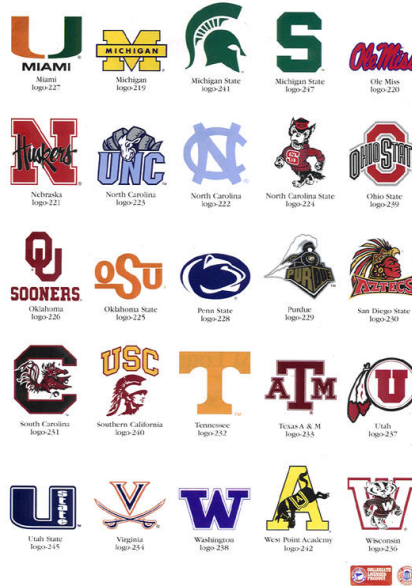 MIAMI
Miami
logo-227
MICHIGAN
Michigan
logo-219
Michigan State
logo-241
S
Michigan State
logo-247
Ole Miss
Ole Miss
logo-220
N
Huskers
Nebraska
logo-221
UNC
North Carolina
logo-223
NC
North Carolina
logo-222
S
North Carolina State
logo-224
OHIO STATE
Ohio State
logo-239
OU
SOONERS
Oklahoma
logo-226
OSU
Oklahoma State
logo-225
Penn State
logo-228
PURDUE
Purdue
logo-229
AZTECS
San Diego State
logo-230
C
South Carolina
logo-231
USC
Southern California
logo-240
T
Tennessee
logo-232
ATM
Texas A & M
logo-233
U
Utah
logo-237
U
State
Utah State
logo-245
V
Virginia
logo-234
W
Washington
logo-238
A
West Point Academy
logo-242
W
Wisconsin
logo-236
COLLEGIATE
LICENSED
PRODUCT